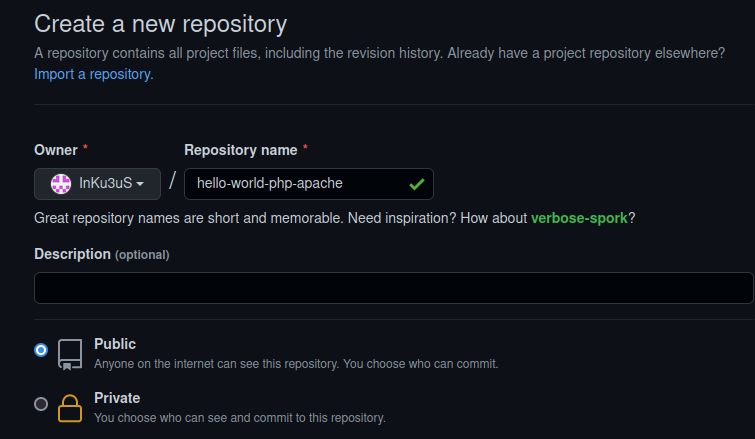 Create a new repository
A repository contains all project files, including the revision history. Already have a project repository elsewhere?
Import a repository.
Owner * Repository name *
InKu3uS / hello-world-php-apache
Great repository names are short and memorable. Need inspiration? How about verbose-spork?
Description (optional)
Public
Anyone on the internet can see this repository. You choose who can commit.
Private
You choose who can see and commit to this repository.